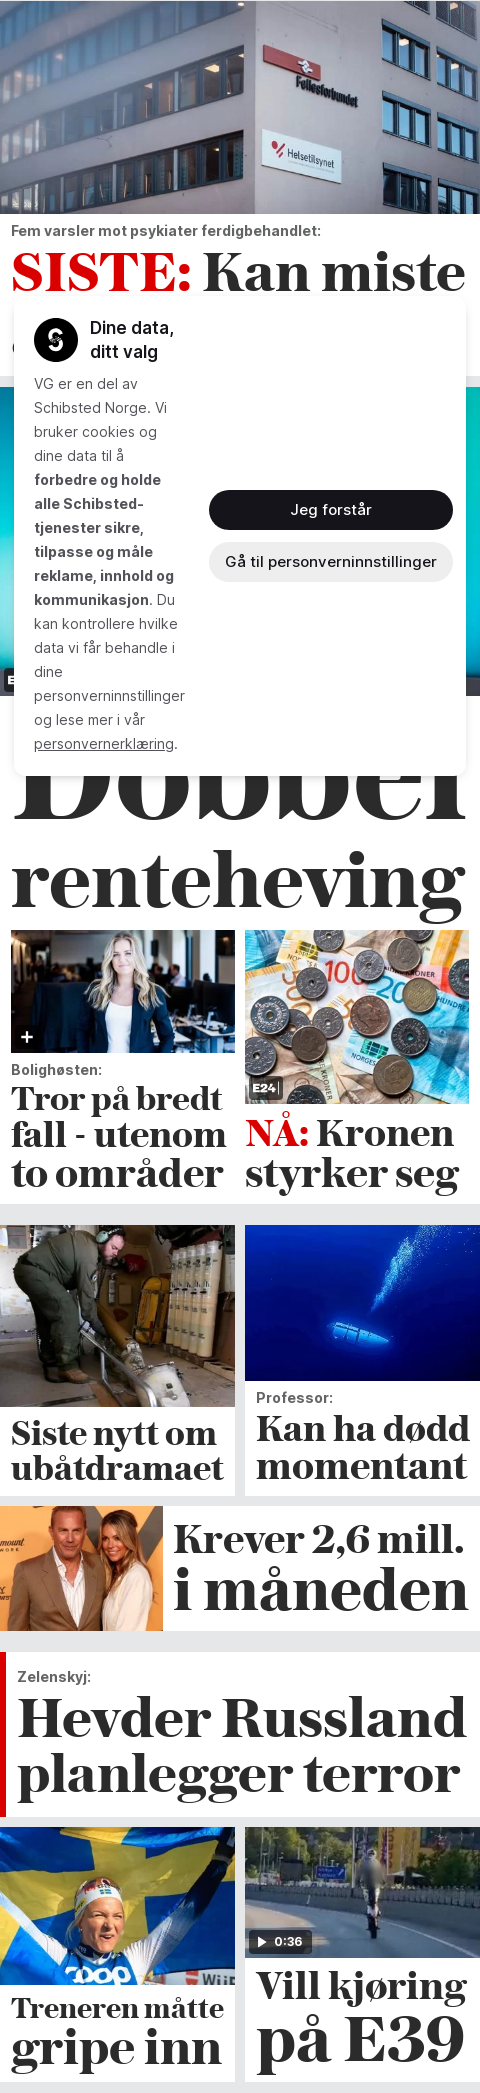 Fellesforbundet
Helsetilsynet
Fem varsler mot psykiater ferdigbehandlet:
SISTE: Kan miste
Dine data,
ditt valg
VG er en del av
Schibsted Norge. Vi
bruker cookies og
dine data til å
forbedre og holde
alle Schibsted-
tjenester sikre,
tilpasse og måle
reklame, innhold og
kommunikasjon. Du
kan kontrollere hvilke
data vi får behandle i
dine
personverninnstillinger
og lese mer i vår
personvernerklæring.
Jeg forstår
Gå til personverninnstillinger
Dobbel
renteheving
Bolighøsten:
Tror på bredt
fall - utenom
to områder
E24
NÅ: Kronen
styrker seg
Siste nytt om
ubåtdramaet
Professor:
Kan ha dødd
momentant
Krever 2,6 mill.
i måneden
Zelenskyj:
Hevder Russland
planlegger terror
coop
Treneren måtte
gripe inn
0:36
Vill kjøring
på E39